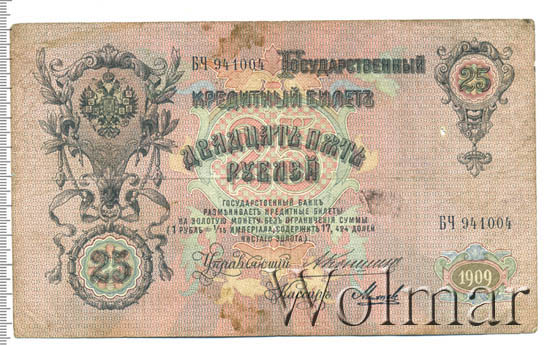 БЧ 941004
Государственный
25
Кредитный Билетъ
Двадцать пять
рублей
Государственный Банкъ
размѣниваетъ кредитные билеты
на золотую монету безъ ограниченія суммы
(1 рубль = 1/15 имперіала, содержитъ 17,424 долей
чистаго золота)
БЧ 941004
25
Управляющій
Кассиръ
1909
Wolmar